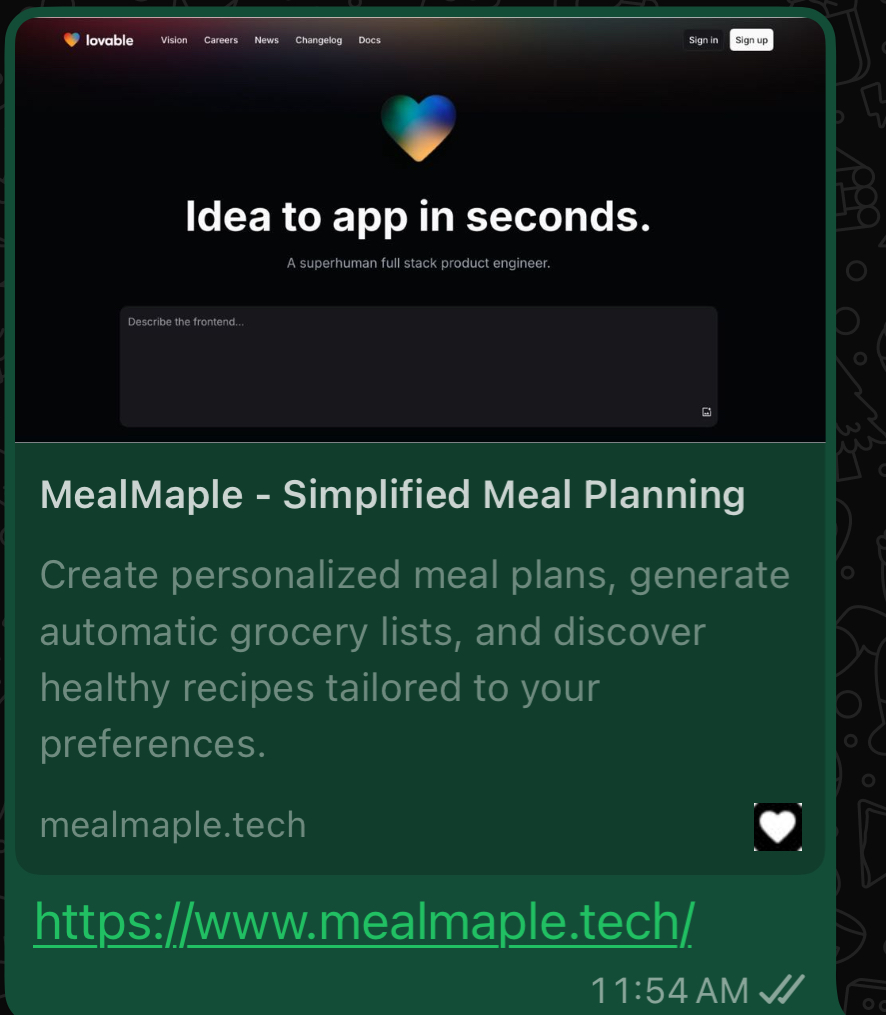 lovable Vision Careers News Changelog Docs Sign in Sign up
Idea to app in seconds.
A superhuman full stack product engineer.
Describe the frontend...
MealMaple - Simplified Meal Planning
Create personalized meal plans, generate
automatic grocery lists, and discover
healthy recipes tailored to your
preferences.
mealmaple.tech
https://www.mealmaple.tech/
11:54 AM